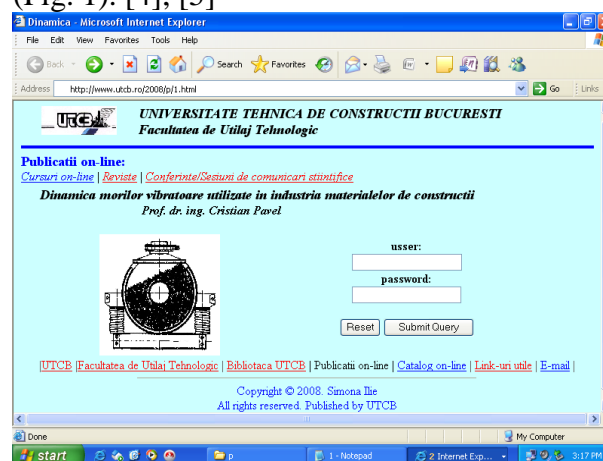 (Fig. 1). [4], [5]
Dinamica - Microsoft Internet Explorer
File Edit View Favorites Tools Help
Back Search Favorites
Address http://www.utcb.ro/2008/p/1.html Go Links
UTCB
UNIVERSITATE TEHNICA DE CONSTRUCTII BUCURESTI
Facultatea de Utilaj Tehnologic
Publicatii on-line:
Cursuri on-line | Reviste | Conferinte/Sesiuni de comunicari stiintifice
Dinamica morilor vibratoare utilizate in industria materialelor de constructii
Prof. dr. ing. Cristian Pavel
usser:
password:
Reset Submit Query
|UTCB |Facultatea de Utilaj Tehnologic | Bibliotaca UTCB | Publicatii on-line | Catalog on-line | Link-uri utile | E-mail |
Copyright © 2008. Simona Ilie
All rights reserved. Published by UTCB
Done My Computer
start p 1 - Notepad 2 Internet Exp... 3:17 PM